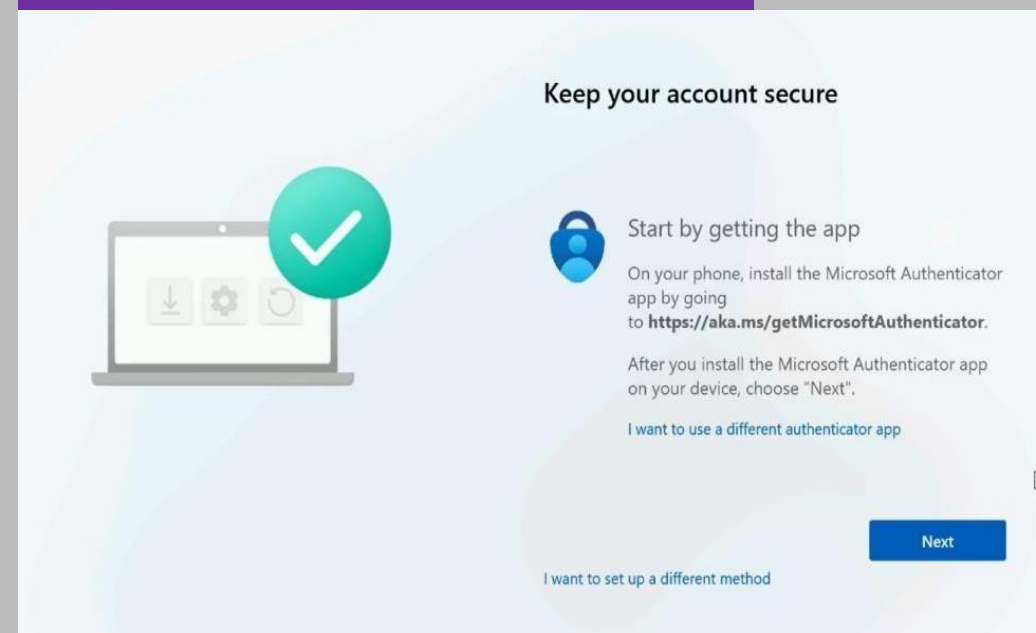 Keep your account secure
Start by getting the app
On your phone, install the Microsoft Authenticator
app by going
to https://aka.ms/getMicrosoftAuthenticator.
After you install the Microsoft Authenticator app
on your device, choose "Next".
I want to use a different authenticator app
Next
I want to set up a different method